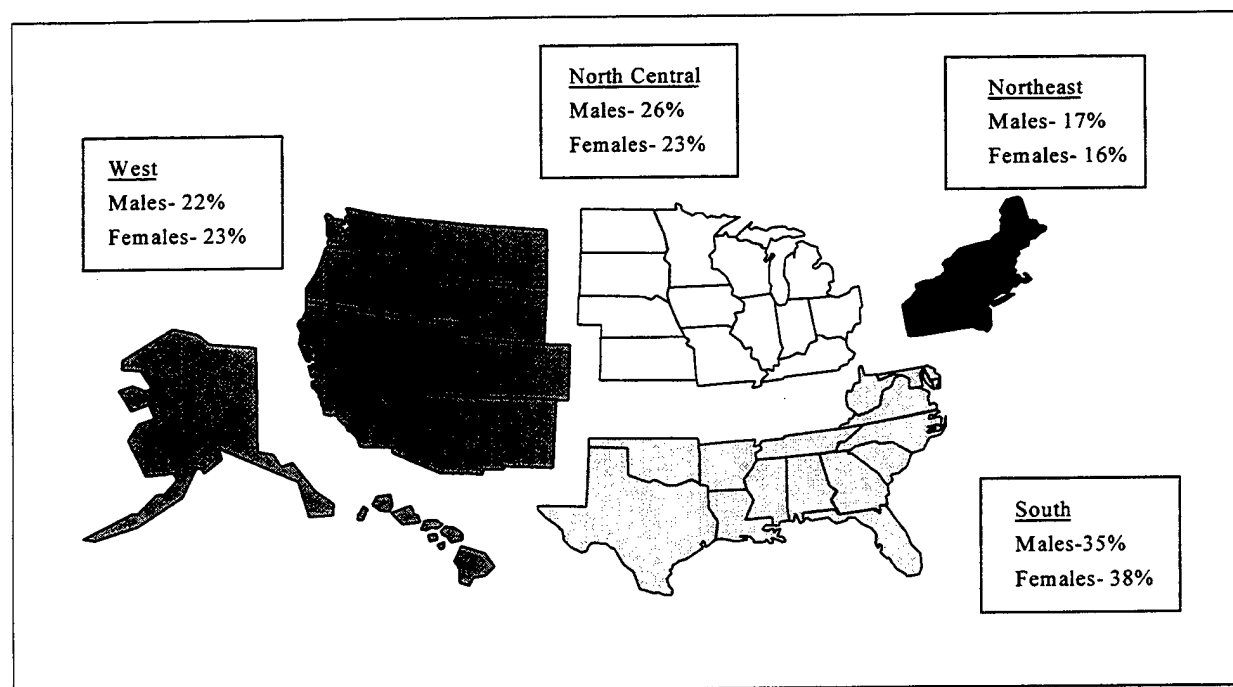 North Central
Males- 26%
Females- 23%
Northeast
Males- 17%
Females- 16%
West
Males- 22%
Females- 23%
South
Males-35%
Females- 38%